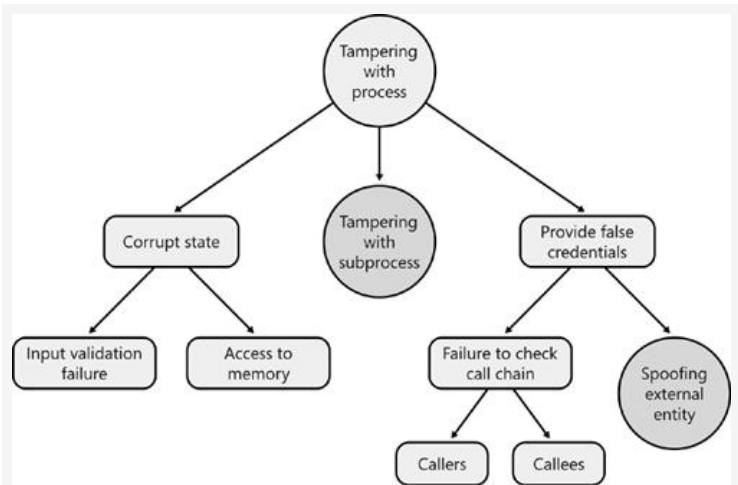 Tampering
with
process
Corrupt state
Tampering
with
subprocess
Provide false
credentials
Input validation
failure
Access to
memory
Failure to check
call chain
Spoofing
external
entity
Callers
Callees